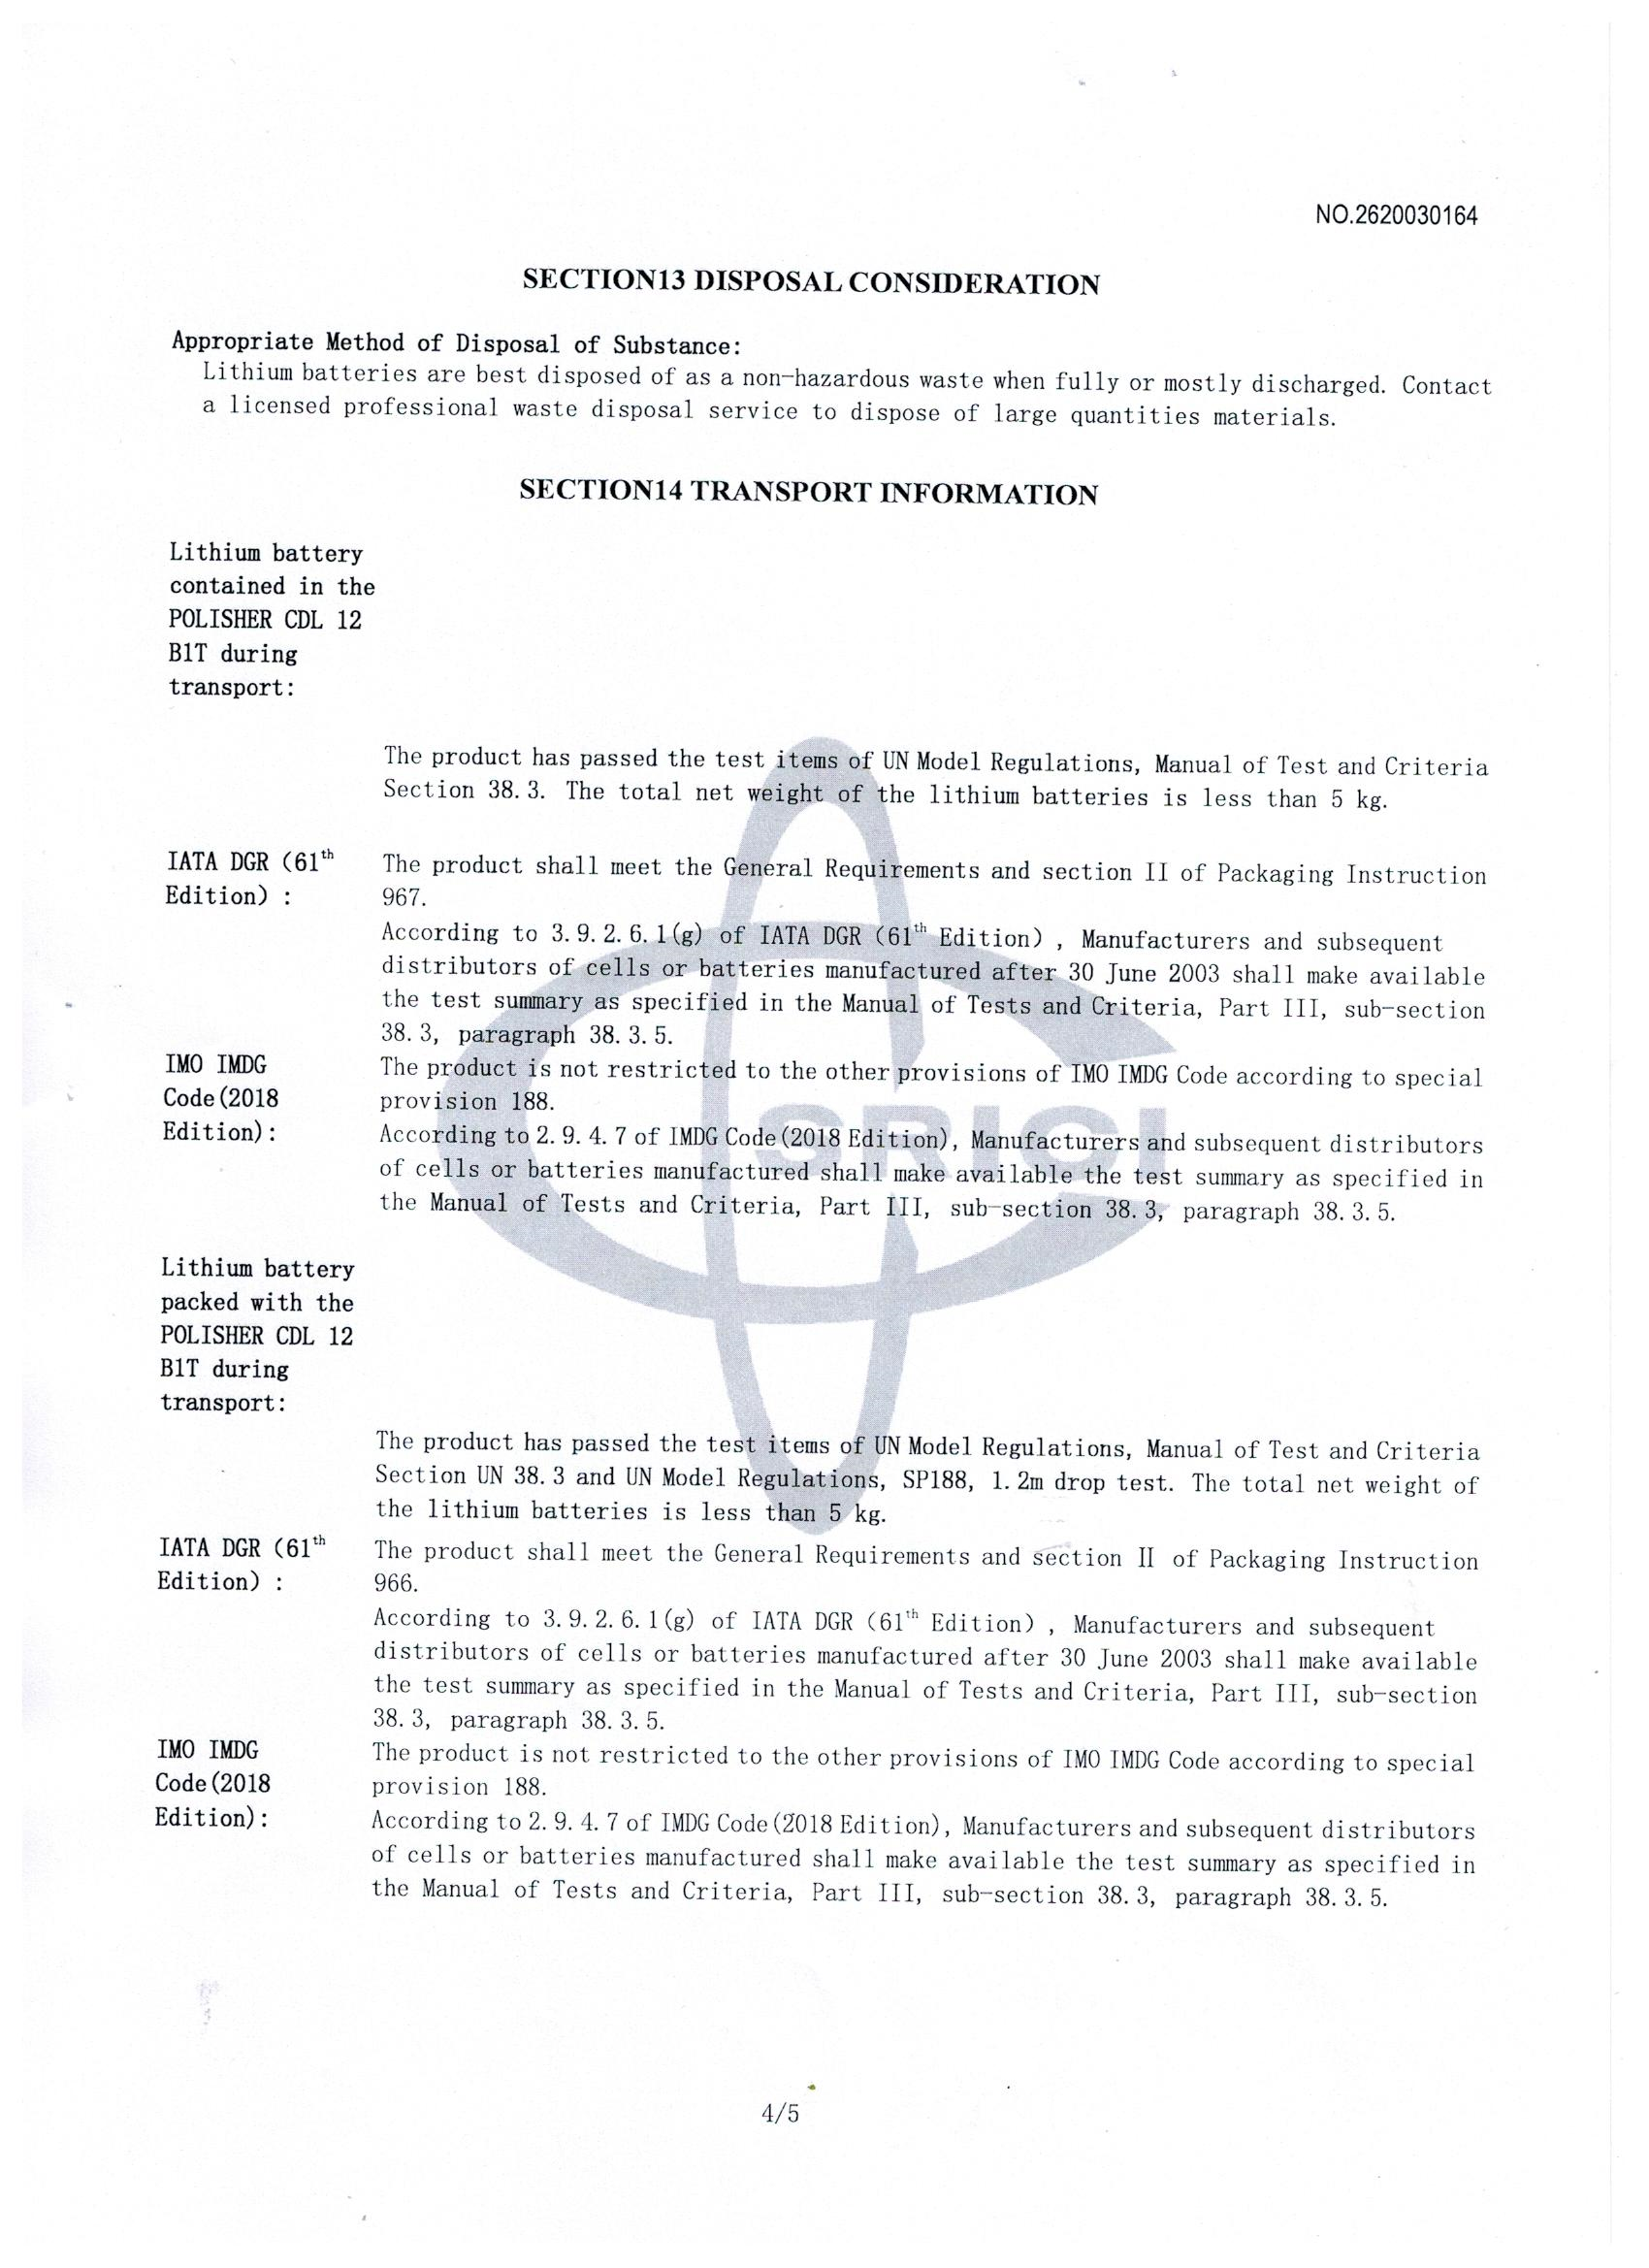 NO.2620030164
SECTION13 DISPOSAL CONSIDERATION
Appropriate Method of Disposal of Substance:
Lithium batteries are best disposed of as a non-hazardous waste when fully or mostly discharged. Contact
a licensed professional waste disposal service to dispose of large quantities materials.
SECTION14 TRANSPORT INFORMATION
Lithium battery
contained in the
POLISHER CDL 12
B1T during
transport:
The product has passed the test items of UN Model Regulations, Manual of Test and Criteria
Section 38.3. The total net weight of the lithium batteries is less than 5 kg.
IATA DGR (61th
Edition) :
The product shall meet the General Requirements and section II of Packaging Instruction
967.
According to 3.9.2.6.1(g) of IATA DGR (61th Edition) , Manufacturers and subsequent
distributors of cells or batteries manufactured after 30 June 2003 shall make available
the test summary as specified in the Manual of Tests and Criteria, Part III, sub-section
38.3, paragraph 38.3.5.
IMO IMDG
Code(2018
Edition):
The product is not restricted to the other provisions of IMO IMDG Code according to special
provision 188.
According to 2.9.4.7 of IMDG Code(2018 Edition), Manufacturers and subsequent distributors
of cells or batteries manufactured shall make available the test summary as specified in
the Manual of Tests and Criteria, Part III, sub-section 38.3, paragraph 38.3.5.
SRICI
Lithium battery
packed with the
POLISHER CDL 12
B1T during
transport:
The product has passed the test items of UN Model Regulations, Manual of Test and Criteria
Section UN 38.3 and UN Model Regulations, SP188, 1.2m drop test. The total net weight of
the lithium batteries is less than 5 kg.
IATA DGR (61th
Edition) :
The product shall meet the General Requirements and section II of Packaging Instruction
966.
According to 3.9.2.6.1(g) of IATA DGR (61th Edition) , Manufacturers and subsequent
distributors of cells or batteries manufactured after 30 June 2003 shall make available
the test summary as specified in the Manual of Tests and Criteria, Part III, sub-section
38.3, paragraph 38.3.5.
IMO IMDG
Code(2018
Edition):
The product is not restricted to the other provisions of IMO IMDG Code according to special
provision 188.
According to 2.9.4.7 of IMDG Code(2018 Edition), Manufacturers and subsequent distributors
of cells or batteries manufactured shall make available the test summary as specified in
the Manual of Tests and Criteria, Part III, sub-section 38.3, paragraph 38.3.5.
4/5